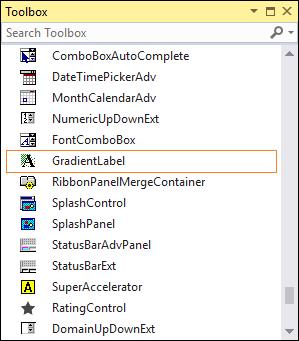 Toolbox
Search Toolbox
ComboBoxAutoComplete
DateTimePickerAdv
MonthCalendarAdv
NumericUpDownExt
FontComboBox
GradientLabel
RibbonPanelMergeContainer
SplashControl
SplashPanel
StatusBarAdvPanel
StatusBarExt
SuperAccelerator
RatingControl
DomainUpDownExt